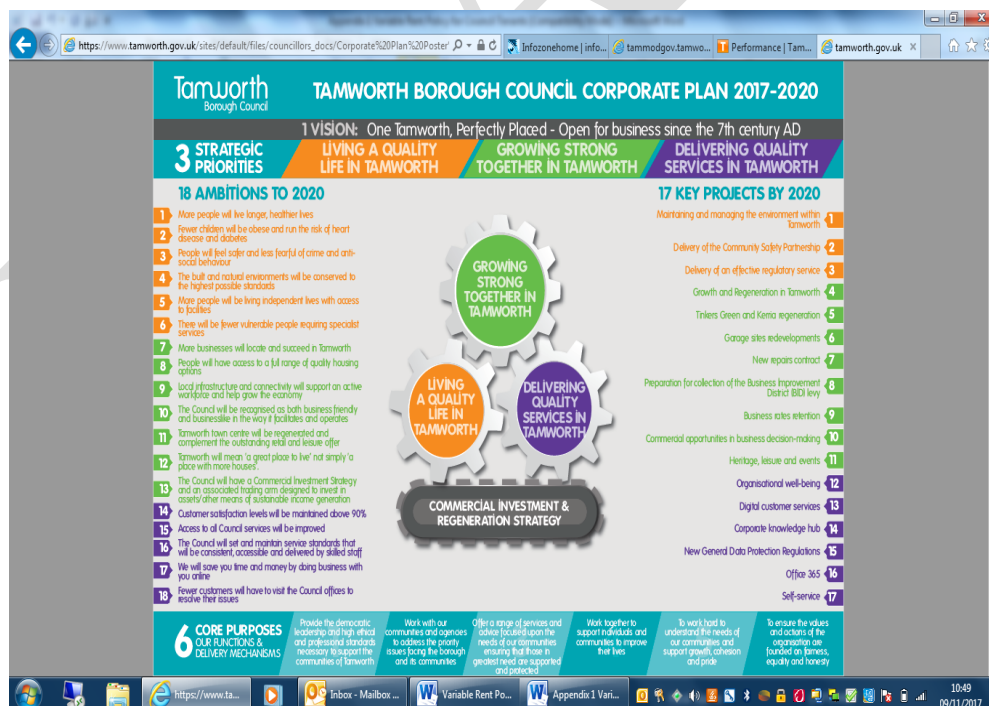 https://www.tamworth.gov.uk/sites/default/files/councillors_docs/Corporate%20Plan%20Poster
Infozonehome | info...
tammodgov.tamwo...
Performance | Tam...
tamworth.gov.uk
Tamworth
Borough Council
TAMWORTH BOROUGH COUNCIL CORPORATE PLAN 2017-2020
1 VISION: One Tamworth, Perfectly Placed - Open for business since the 7th century AD
3 STRATEGIC
PRIORITIES
LIVING A QUALITY
LIFE IN TAMWORTH
GROWING STRONG
TOGETHER IN TAMWORTH
DELIVERING QUALITY
SERVICES IN TAMWORTH
18 AMBITIONS TO 2020
1 More people will live longer, healthier lives
2 Fewer children will be obese and run the risk of heart
disease and diabetes
3 People will feel safer and less fearful of crime and anti-
social behaviour
4 The built and natural environments will be conserved to
the highest possible standards
5 More people will be living independent lives with access
to facilities
6 There will be fewer vulnerable people requiring specialist
services
7 More businesses will locate and succeed in Tamworth
8 People will have access to a full range of quality housing
options
9 Local infrastructure and connectivity will support an active
workforce and help grow the economy
10 The Council will be recognised as both business friendly
and businesslike in the way it facilitates and operates
11 Tamworth town centre will be regenerated and
complement the outstanding retail and leisure offer
12 Tamworth will mean 'a great place to live' not simply 'a
place with more houses'.
13 The Council will have a Commercial Investment Strategy
and an associated trading arm designed to invest in
assets/other means of sustainable income generation
14 Customer satisfaction levels will be maintained above 90%
15 Access to all Council services will be improved
16 The Council will set and maintain service standards that
will be consistent, accessible and delivered by skilled staff
17 We will save you time and money by doing business with
you online
18 Fewer customers will have to visit the Council offices to
resolve their issues
GROWING
STRONG
TOGETHER IN
TAMWORTH
LIVING
A QUALITY
LIFE IN
TAMWORTH
DELIVERING
QUALITY
SERVICES IN
TAMWORTH
COMMERCIAL INVESTMENT &
REGENERATION STRATEGY
17 KEY PROJECTS BY 2020
Maintaining and managing the environment within
Tamworth 1
Delivery of the Community Safety Partnership 2
Delivery of an effective regulatory service 3
Growth and Regeneration in Tamworth 4
Tinkers Green and Kerria regeneration 5
Garage sites redevelopments 6
New repairs contract 7
Preparation for collection of the Business Improvement
District (BID) levy 8
Business rates retention 9
Commercial opportunities in business decision-making 10
Heritage, leisure and events 11
Organisational well-being 12
Digital customer services 13
Corporate knowledge hub 14
New General Data Protection Regulations 15
Office 365 16
Self-service 17
6 CORE PURPOSES
OUR FUNCTIONS &
DELIVERY MECHANISMS
Provide the democratic
leadership and high ethical
and professional standards
necessary to support the
communities of Tamworth
Work with our
communities and agencies
to address the priority
issues facing the borough
and its communities
Offer a range of services and
advice focused upon the
needs of our communities
ensuring that those in
greatest need are supported
and protected
Work together to
support individuals and
communities to improve
their lives
To work hard to
understand the needs of
our communities and
support growth, cohesion
and pride
To ensure the values
and actions of the
organisation are
founded on fairness,
equality and honesty
https://www.ta...
Inbox - Mailbox ...
Variable Rent Po...
Appendix 1 Vari...
10:49
09/11/2017